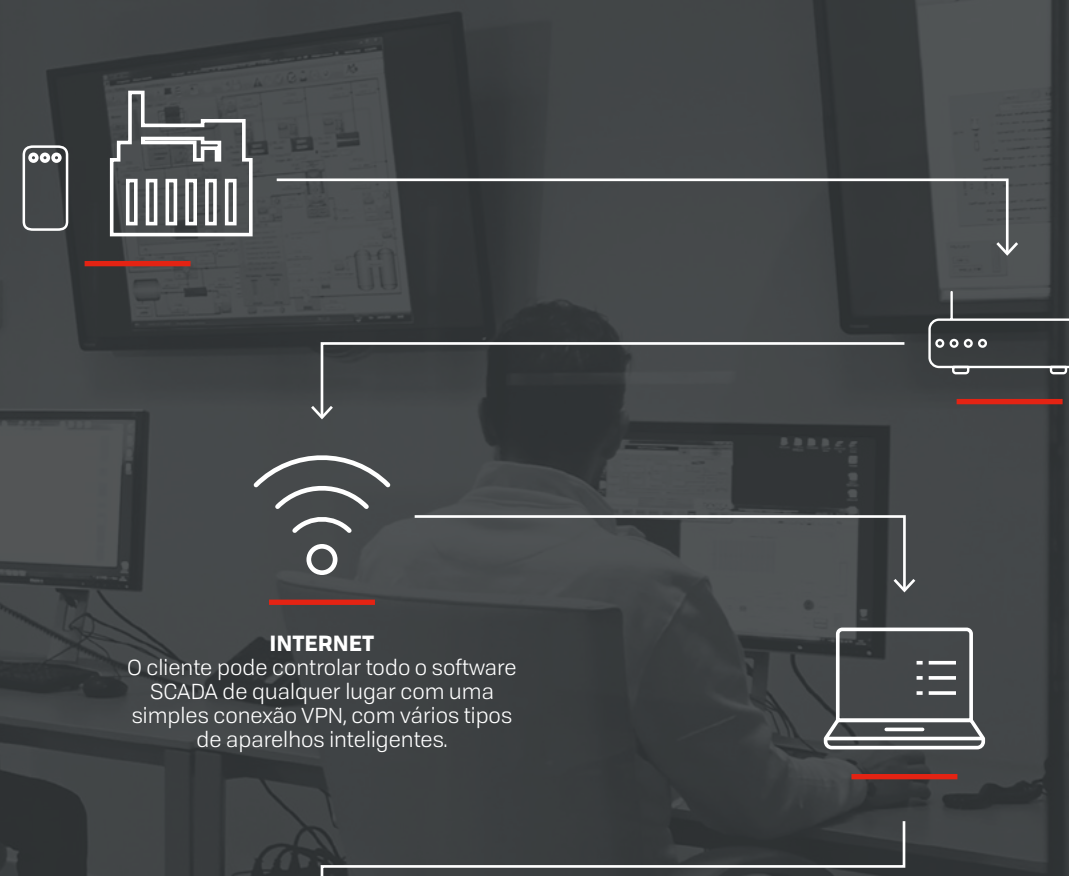 INTERNET
O cliente pode controlar todo o software
SCADA de qualquer lugar com uma
simples conexão VPN, com vários tipos
de aparelhos inteligentes.